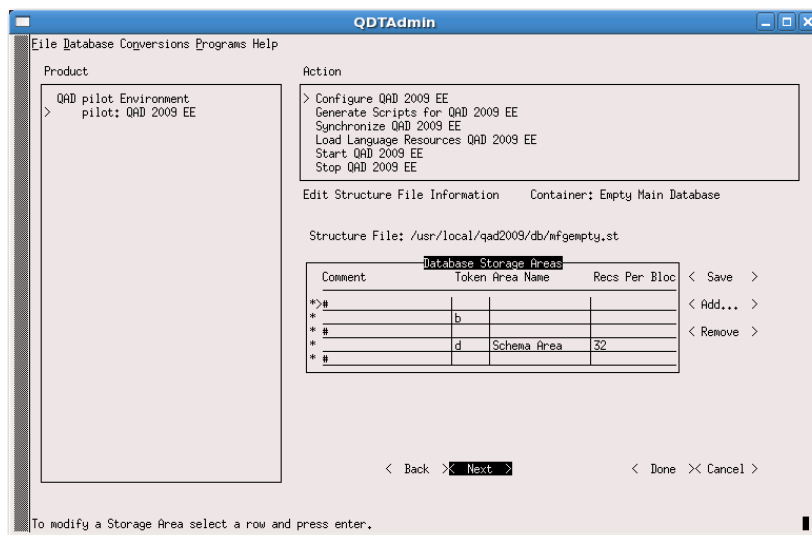 QDTAdmin
File Database Conversions Programs Help
Product
QAD pilot Environment
> pilot: QAD 2009 EE
Action
> Configure QAD 2009 EE
Generate Scripts for QAD 2009 EE
Synchronize QAD 2009 EE
Load Language Resources QAD 2009 EE
Start QAD 2009 EE
Stop QAD 2009 EE
Edit Structure File Information Container: Empty Main Database
Structure File: /usr/local/qad2009/db/mfgempty.st
Database Storage Areas
Comment Token Area Name Recs Per Bloc < Save >
*># < Add... >
* b
* # < Remove >
* d Schema Area 32
* #
< Back >< Next > < Done >< Cancel >
To modify a Storage Area select a row and press enter.